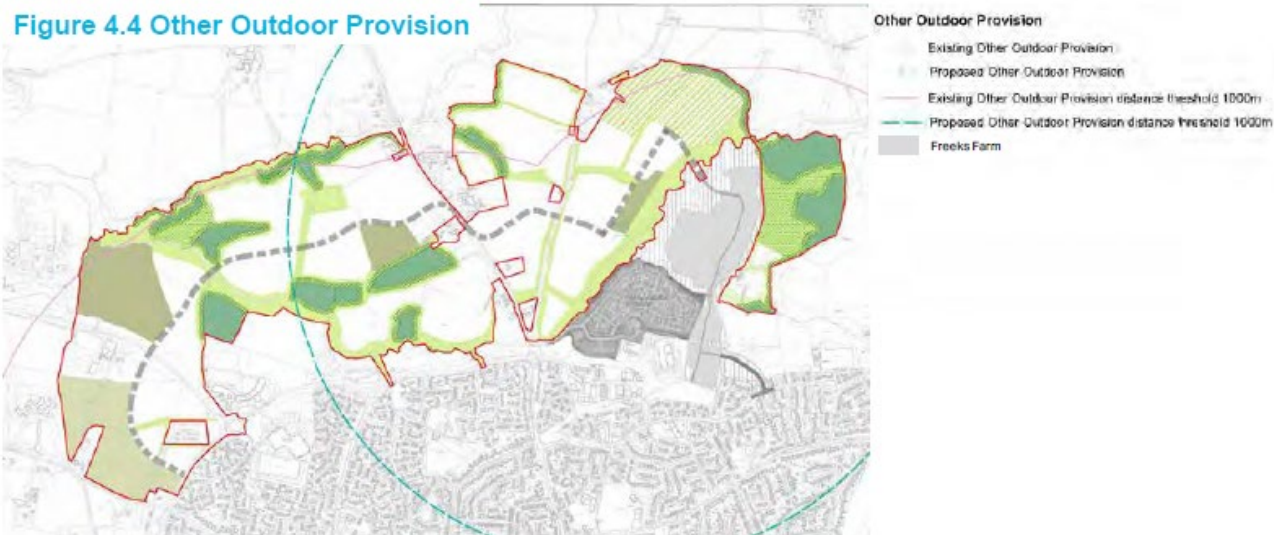 Figure 4.4 Other Outdoor Provision
Other Outdoor Provision
Existing Other Outdoor Provision
Proposed Other Outdoor Provision
Existing Other Outdoor Provision distance threshold 1000m
Proposed Other Outdoor Provision distance threshold 1000m
Freeks Farm